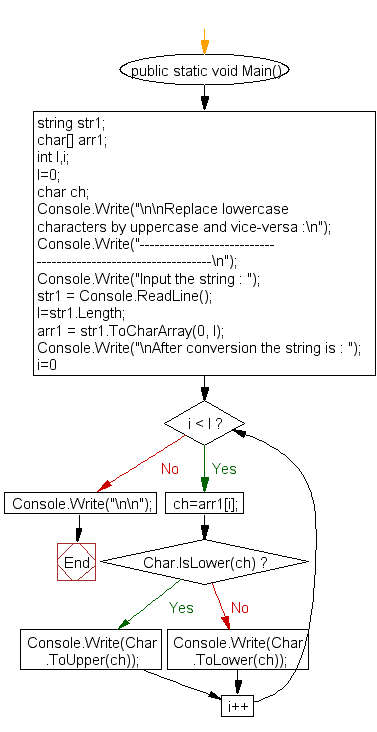 public static void Main()
string str1;
char[] arr1;
int l,i;
l=0;
char ch;
Console.Write("\n\nReplace lowercase
characters by uppercase and vice-versa :\n");
Console.Write("---------------------------
-----------------------------------\n");
Console.Write("Input the string : ");
str1 = Console.ReadLine();
l=str1.Length;
arr1 = str1.ToCharArray(0, l);
Console.Write("\nAfter conversion the string is : ");
i=0
i < l ?
No
Yes
Console.Write("\n\n");
ch=arr1[i];
End
Char.IsLower(ch) ?
Yes
No
Console.Write(Char
.ToUpper(ch));
Console.Write(Char
.ToLower(ch));
i++